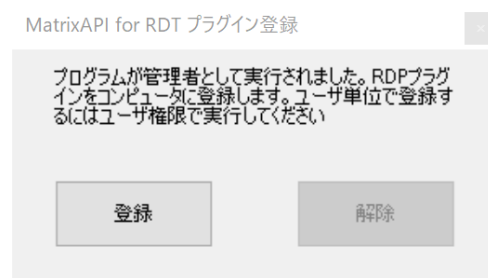 MatrixAPI for RDT プラグイン登録
プログラムが管理者として実行されました。RDPプラグ
インをコンピュータに登録します。ユーザ単位で登録す
るにはユーザ権限で実行してください
登録
解除